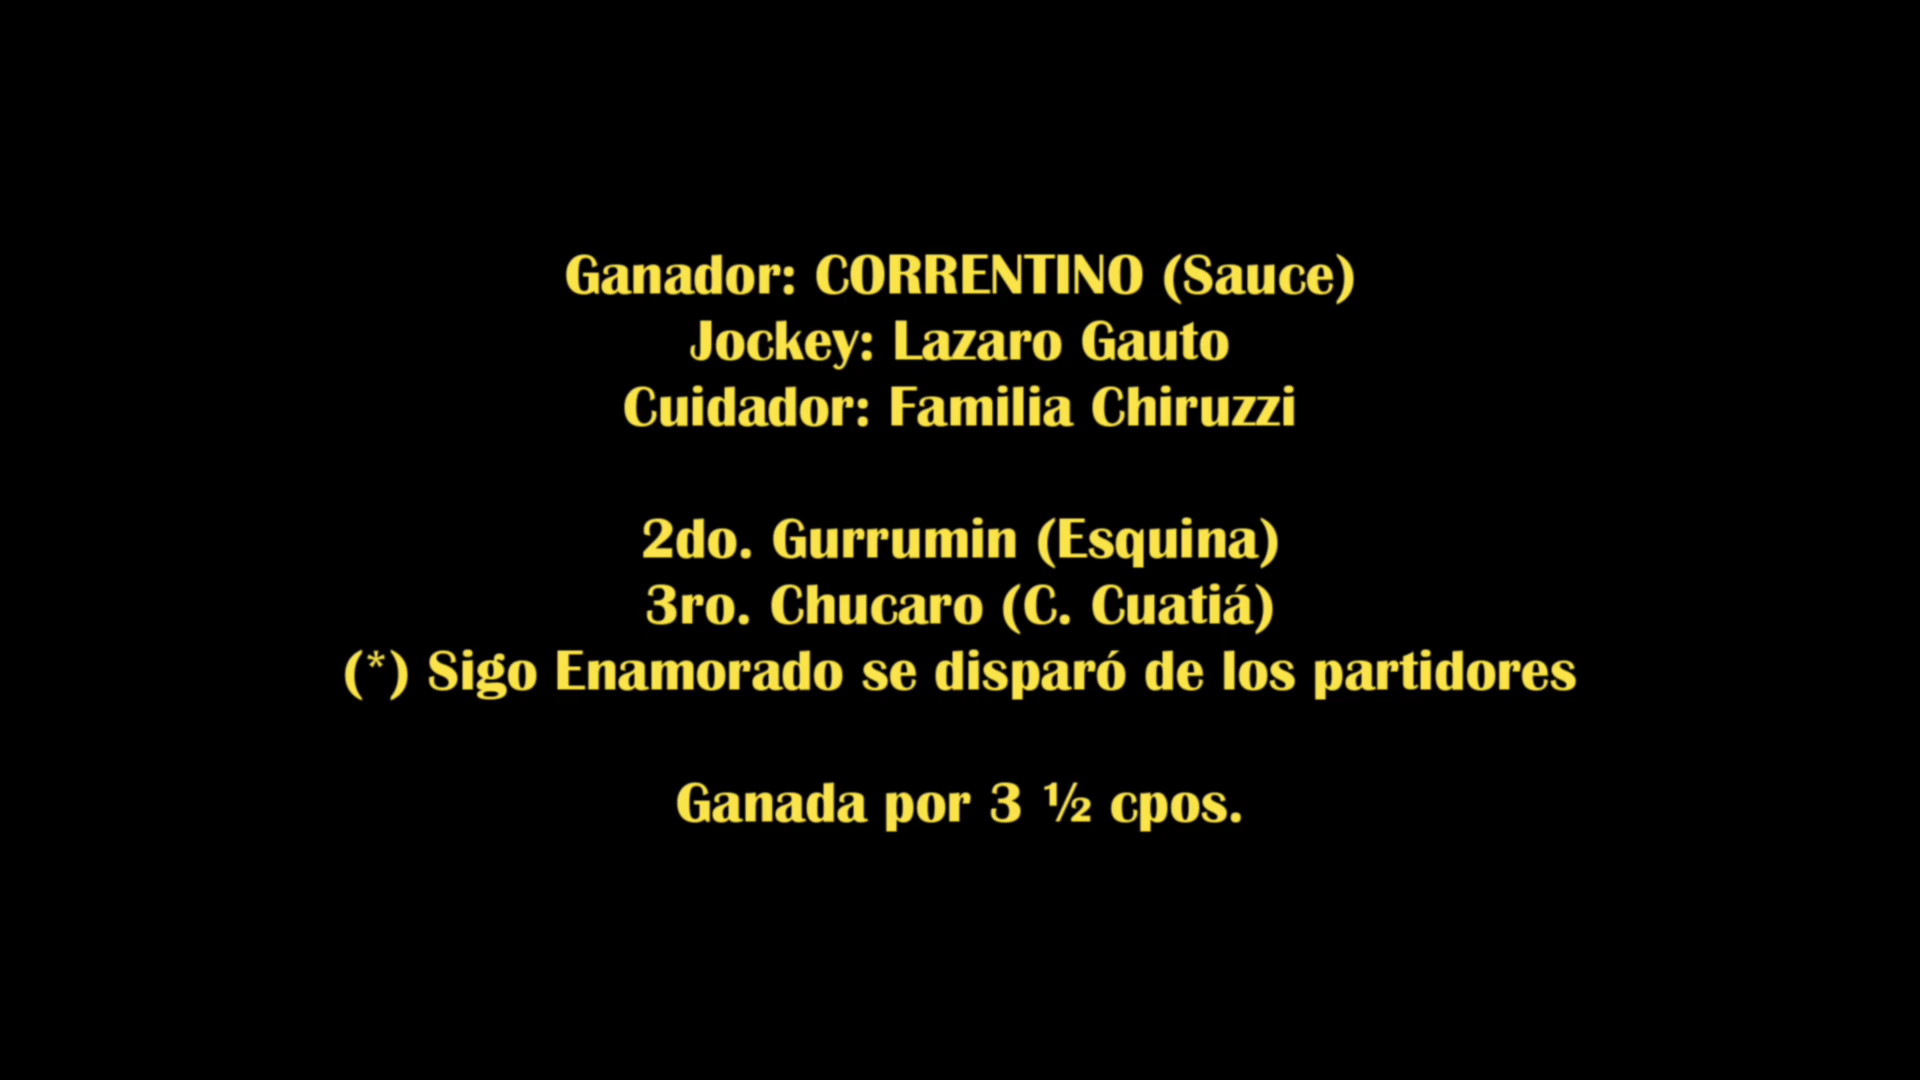 Ganador: CORRENTINO (Sauce)
Jockey: Lazaro Gauto
Cuidador: Familia Chiruzzi
2do. Gurrumin (Esquina)
3ro. Chucaro (C. Cuatiá)
(*) Sigo Enamorado se disparó de los partidores
Ganada por 3 ½ cpos.